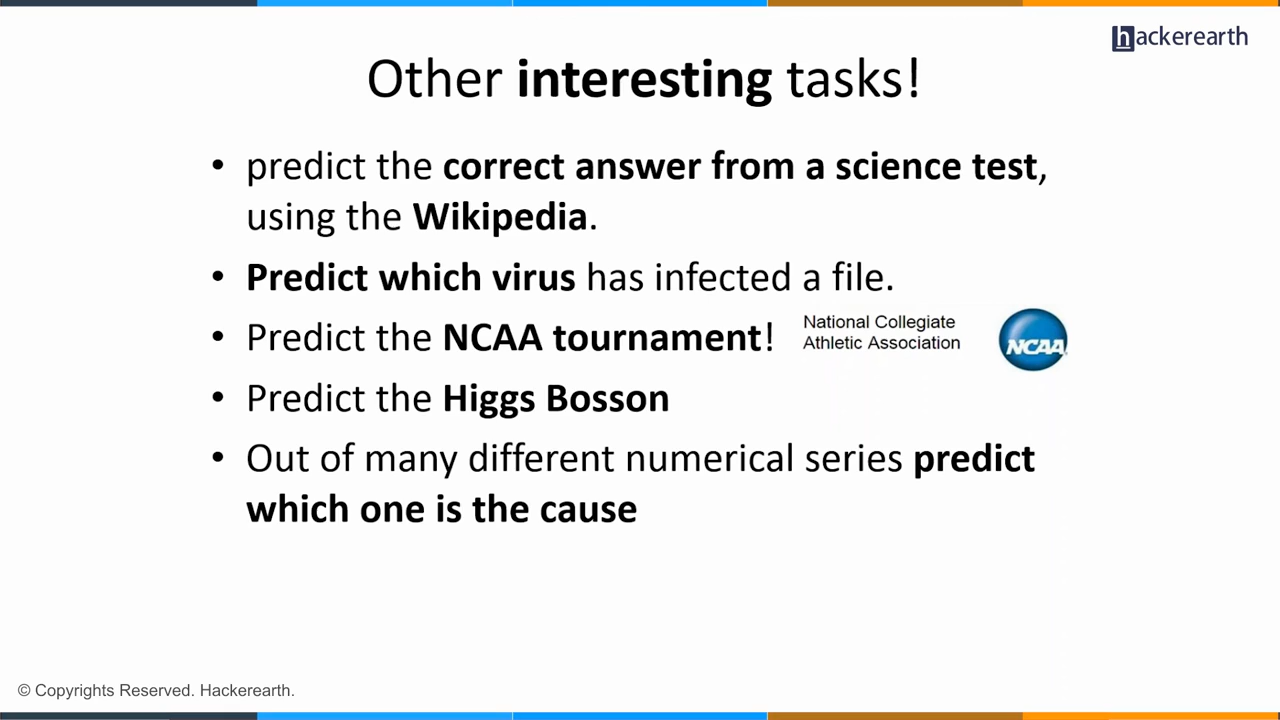 hackerearth
Other interesting tasks!
• predict the correct answer from a science test,
using the Wikipedia.
• Predict which virus has infected a file.
• Predict the NCAA tournament!
National Collegiate
Athletic Association
NCAA
• Predict the Higgs Bosson
• Out of many different numerical series predict
which one is the cause
© Copyrights Reserved. Hackerearth.